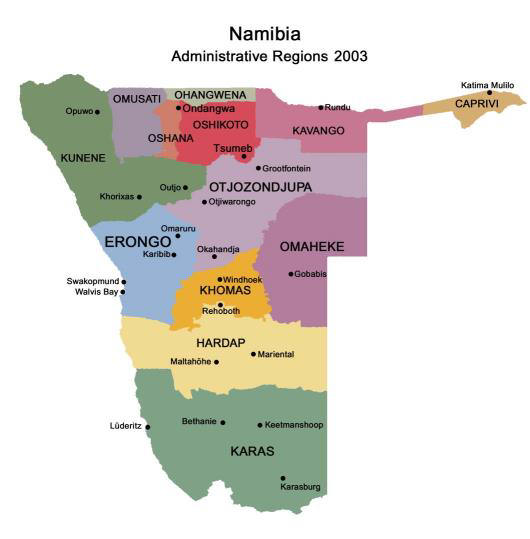 Namibia
Administrative Regions 2003
Katima Mulilo
CAPRIVI
OHANGWENA
OMUSATI
Ondangwa
Rundu
Opuwo
OSHIKOTO
KAVANGO
OSHANA
Tsumeb
KUNENE
Grootfontein
Outjo
OTJOZONDJUPA
Khorixas
Otjiwarongo
Omaruru
ERONGO
OMAHEKE
Okahandja
Karibib
Gobabis
Swakopmund
Windhoek
Walvis Bay
KHOMAS
Rehoboth
HARDAP
Mariental
Maltahöhe
Bethanie
Keetmanshoop
Lüderitz
KARAS
Karasburg